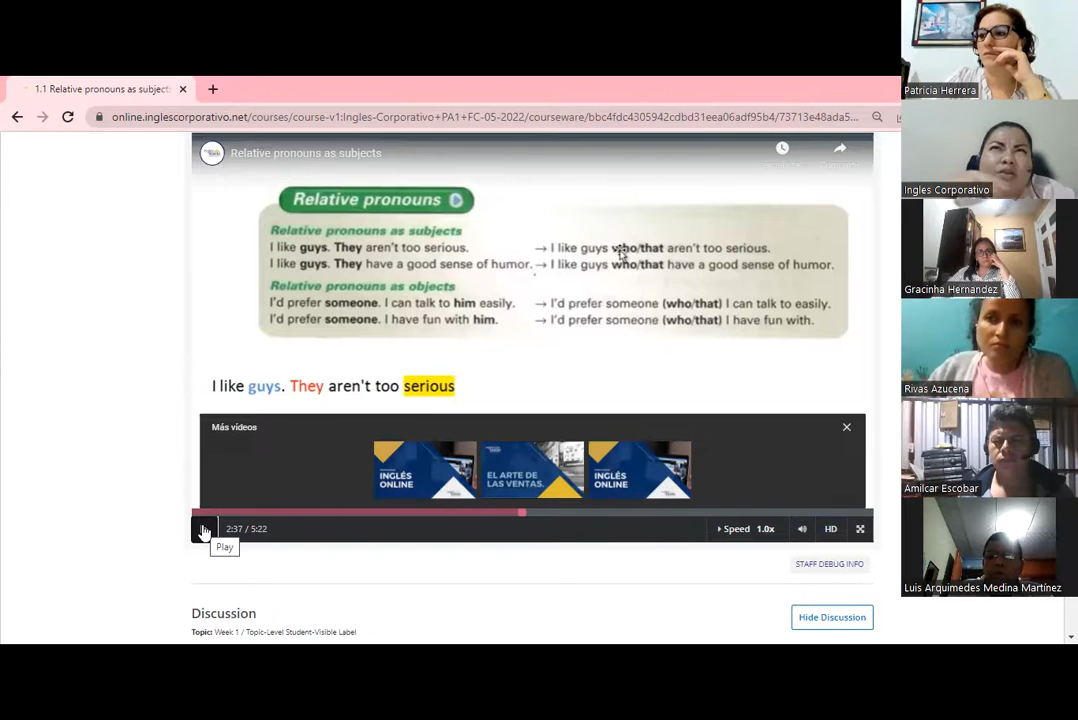 1.1 Relative pronouns as subjects
online.inglescorporativo.net/courses/course-v1:Ingles-Corporativo+PA1+FC-05-2022/courseware/bbc4fdc4305942cdbd31eea06adf95b4/73713e48ada5...
Relative pronouns as subjects
Relative pronouns
Relative pronouns as subjects
I like guys. They aren't too serious. → I like guys who/that aren't too serious.
I like guys. They have a good sense of humor. → I like guys who/that have a good sense of humor.
Relative pronouns as objects
I'd prefer someone. I can talk to him easily. → I'd prefer someone (who/that) I can talk to easily.
I'd prefer someone. I have fun with him. → I'd prefer someone (who/that) I have fun with.
I like guys. They aren't too serious
Más videos
INGLÉS ONLINE
EL ARTE DE LAS VENTAS.
INGLÉS ONLINE
2:37 / 5:22
Speed 1.0x
HD
Play
STAFF DEBUG INFO
Discussion
Hide Discussion
Topic: Week 1 / Topic-Level Student-Visible Label
Patricia Herrera
Ingles Corporativo
Gracinha Hernandez
Rivas Azucena
Amilcar Escobar
Luis Arquimedes Medina Martínez